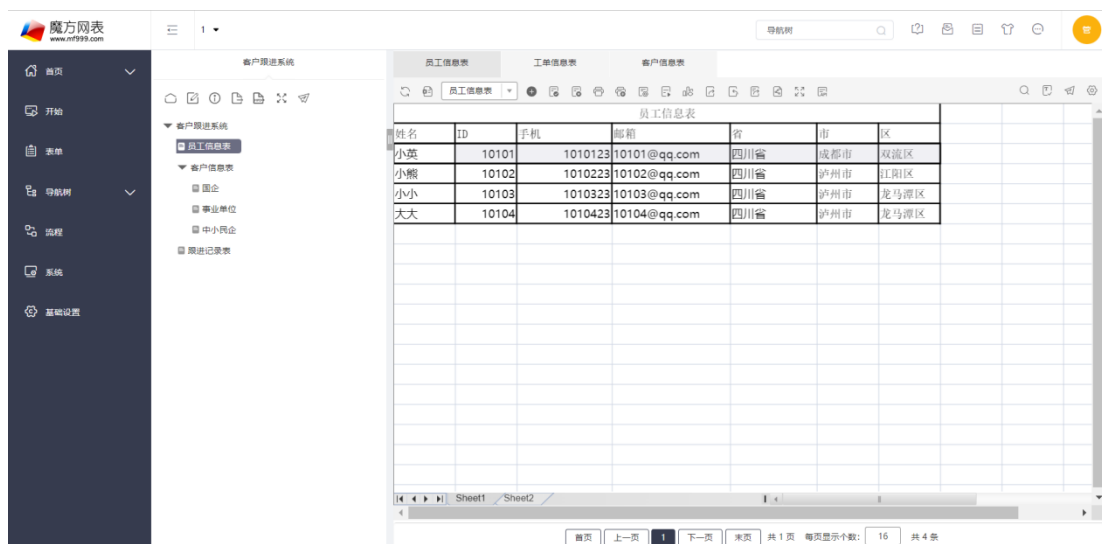 魔方网表
www.mf999.com
1
导航树
管
首页
开始
表单
导航树
流程
系统
基础设置
客户跟进系统
客户跟进系统
员工信息表
客户信息表
国企
事业单位
中小民企
跟进记录表
员工信息表 工单信息表 客户信息表
员工信息表
员工信息表
姓名 ID 手机 邮箱 省 市 区
小英 10101 1010123 10101@qq.com 四川省 成都市 双流区
小熊 10102 1010223 10102@qq.com 四川省 泸州市 江阳区
小小 10103 1010323 10103@qq.com 四川省 泸州市 龙马潭区
大大 10104 1010423 10104@qq.com 四川省 泸州市 龙马潭区
Sheet1 Sheet2
首页 上一页 1 下一页 末页 共1页 每页显示个数: 16 共4条